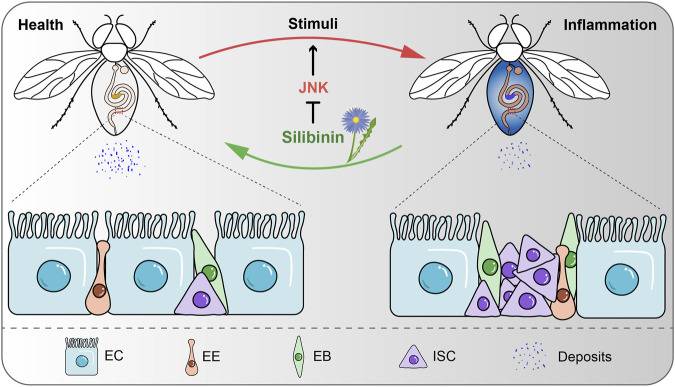 Health
Stimuli
Inflammation
JNK
Silibinin
EC
EE
EB
ISC
Deposits